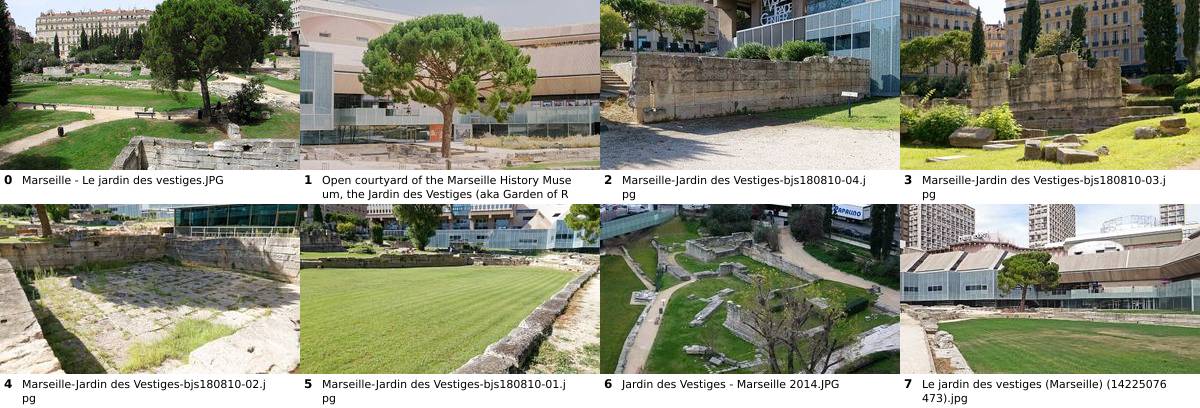 WORLD
TRADE
CENTER
0 Marseille - Le jardin des vestiges.JPG
1 Open courtyard of the Marseille History Muse
um, the Jardin des Vestiges (aka Garden of R
2 Marseille-Jardin des Vestiges-bjs180810-04.j
pg
3 Marseille-Jardin des Vestiges-bjs180810-03.j
pg
4 Marseille-Jardin des Vestiges-bjs180810-02.j
pg
5 Marseille-Jardin des Vestiges-bjs180810-01.j
pg
6 Jardin des Vestiges - Marseille 2014.JPG
7 Le jardin des vestiges (Marseille) (14225076
473).jpg